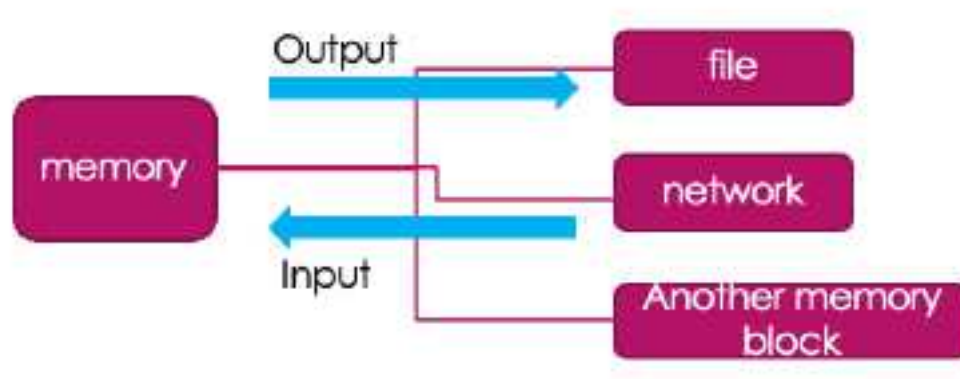 Output
file
memory
network
Input
Another memory
block